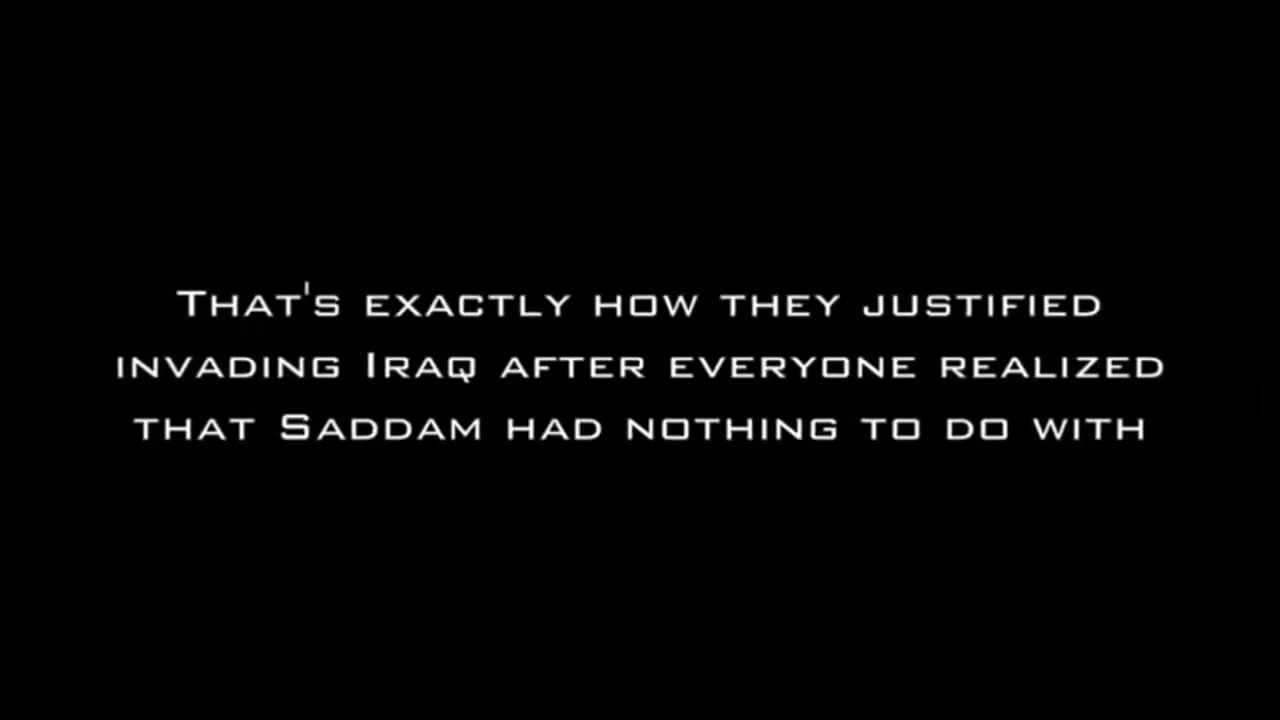 That's exactly how they justified
invading Iraq after everyone realized
that Saddam had nothing to do with